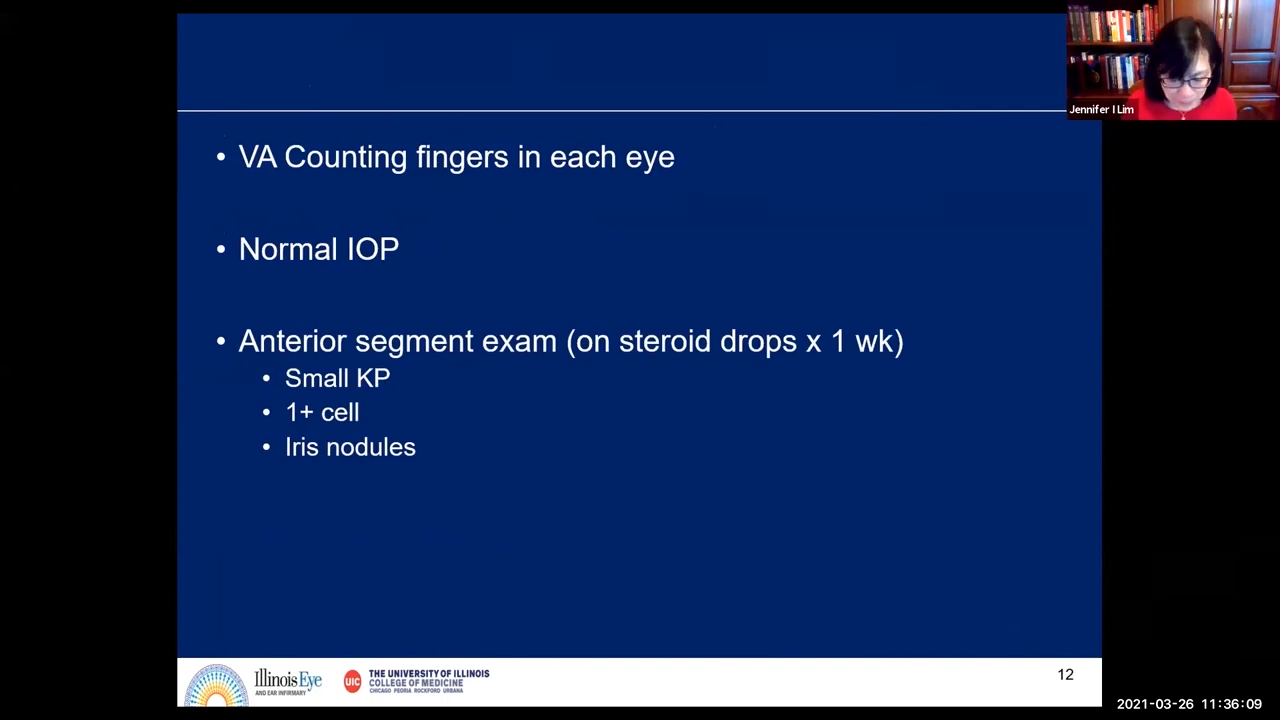 Jennifer I Lim
• VA Counting fingers in each eye
• Normal IOP
• Anterior segment exam (on steroid drops x 1 wk)
• Small KP
• 1+ cell
• Iris nodules
Illinois Eye
AND EAR INFIRMARY
UIC
THE UNIVERSITY OF ILLINOIS
COLLEGE OF MEDICINE
CHICAGO PEORIA ROCKFORD URBANA
12
2021-03-26 11:36:09